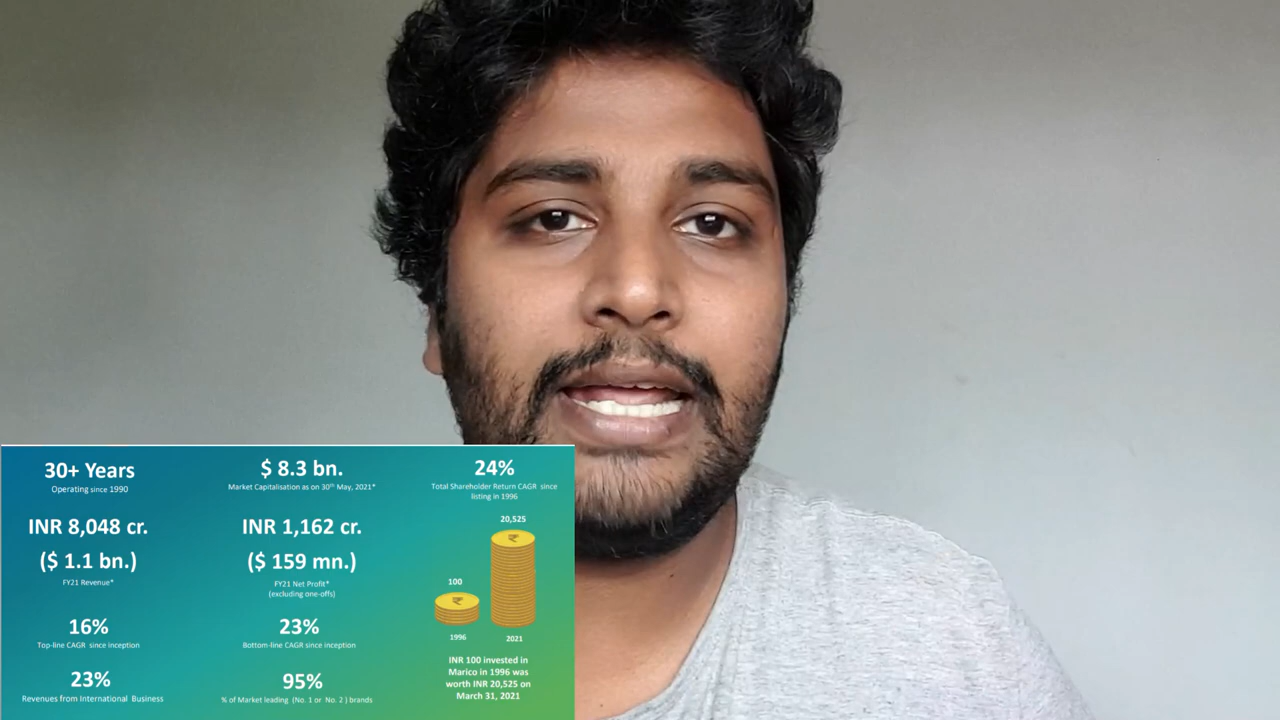 30+ Years
Operating since 1990
$ 8.3 bn.
Market Capitalisation as on 30th May, 2021*
24%
Total Shareholder Return CAGR since
listing in 1996
INR 8,048 cr.
($ 1.1 bn.)
FY21 Revenue*
INR 1,162 cr.
($ 159 mn.)
FY21 Net Profit*
(excluding one-offs)
20,525
₹
100
₹
1996
2021
16%
Top-line CAGR since inception
23%
Bottom-line CAGR since inception
INR 100 invested in
Marico in 1996 was
worth INR 20,525 on
March 31, 2021
23%
Revenues from International Business
95%
% of Market leading (No. 1 or No. 2 ) brands